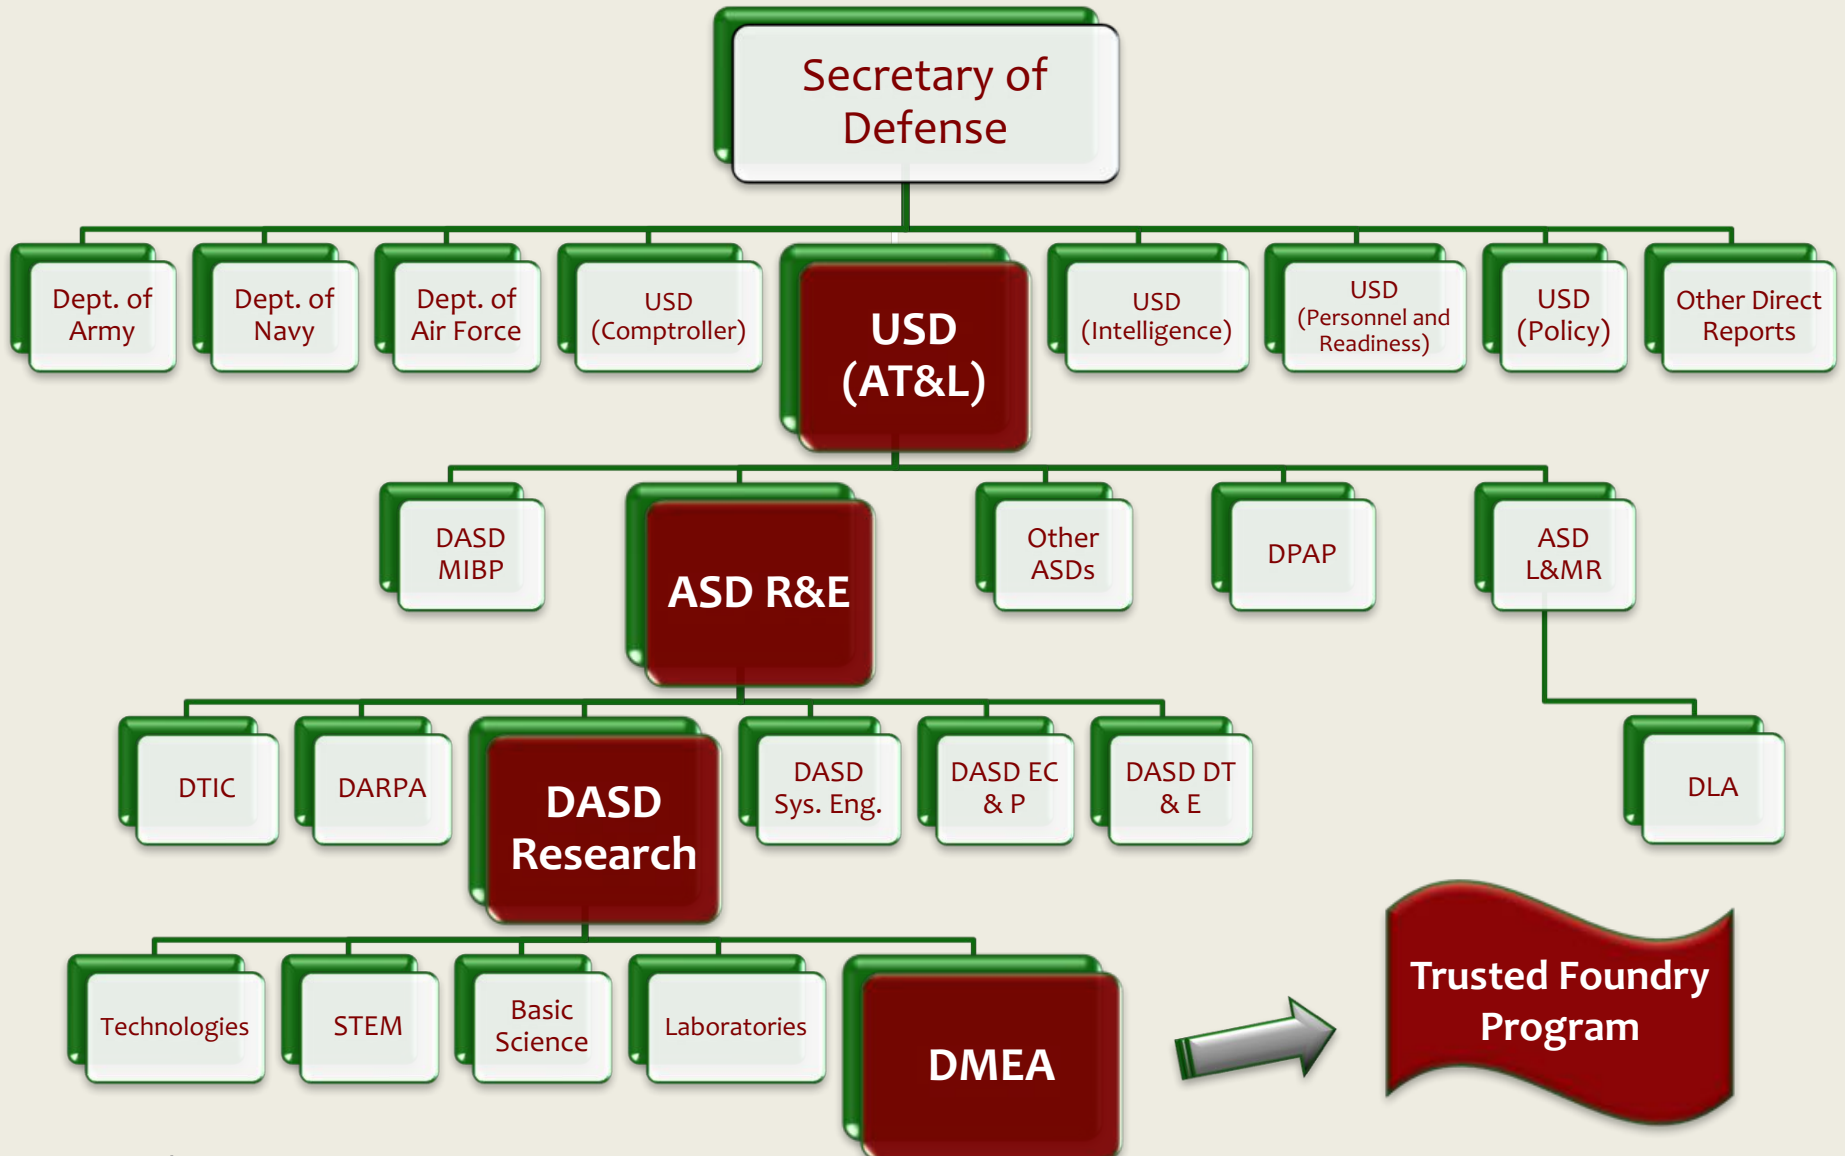 Secretary of
Defense
Dept. of
Army
Dept. of
Navy
Dept. of
Air Force
USD
(Comptroller)
USD
(AT&L)
USD
(Intelligence)
USD
(Personnel and
Readiness)
USD
(Policy)
Other Direct
Reports
DASD
MIBP
ASD R&E
Other
ASDs
DPAP
ASD
L&MR
DTIC
DARPA
DASD
Research
DASD
Sys. Eng.
DASD EC
& P
DASD DT
& E
DLA
Technologies
STEM
Basic
Science
Laboratories
DMEA
Trusted Foundry
Program